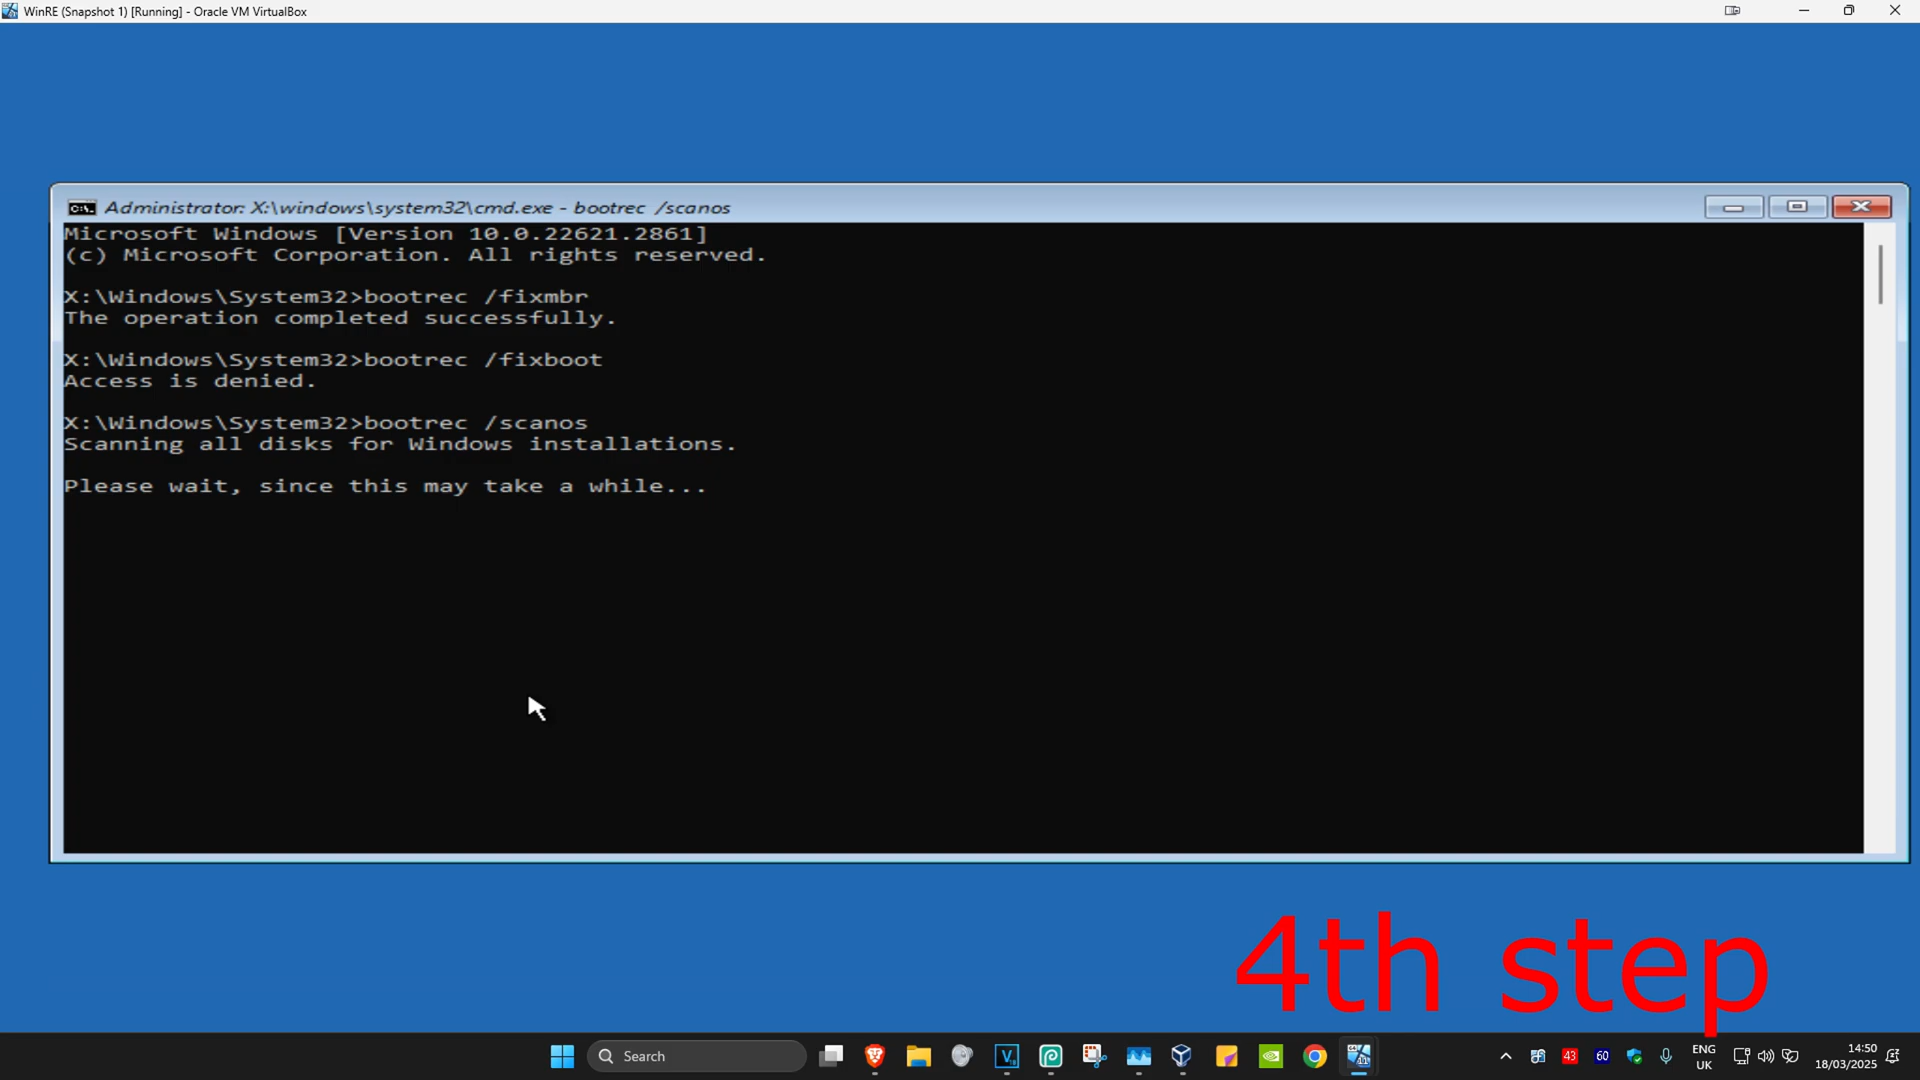 WinRE (Snapshot 1) [Running] - Oracle VM VirtualBox
Administrator: X:\windows\system32\cmd.exe - bootrec /scanos
Microsoft Windows [Version 10.0.22621.2861]
(c) Microsoft Corporation. All rights reserved.
X:\Windows\System32>bootrec /fixmbr
The operation completed successfully.
X:\Windows\System32>bootrec /fixboot
Access is denied.
X:\Windows\System32>bootrec /scanos
Scanning all disks for Windows installations.
Please wait, since this may take a while...
4th step
Search
43
60
ENG
UK
14:50
18/03/2025